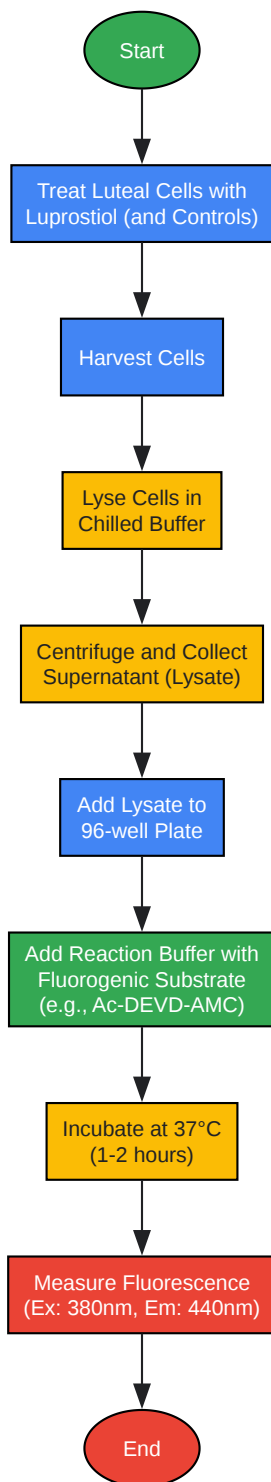 Start
Treat Luteal Cells with
Luprostiol (and Controls)
Harvest Cells
Lyse Cells in
Chilled Buffer
Centrifuge and Collect
Supernatant (Lysate)
Add Lysate to
96-well Plate
Add Reaction Buffer with
Fluorogenic Substrate
(e.g., Ac-DEVD-AMC)
Incubate at 37°C
(1-2 hours)
Measure Fluorescence
(Ex: 380nm, Em: 440nm)
End